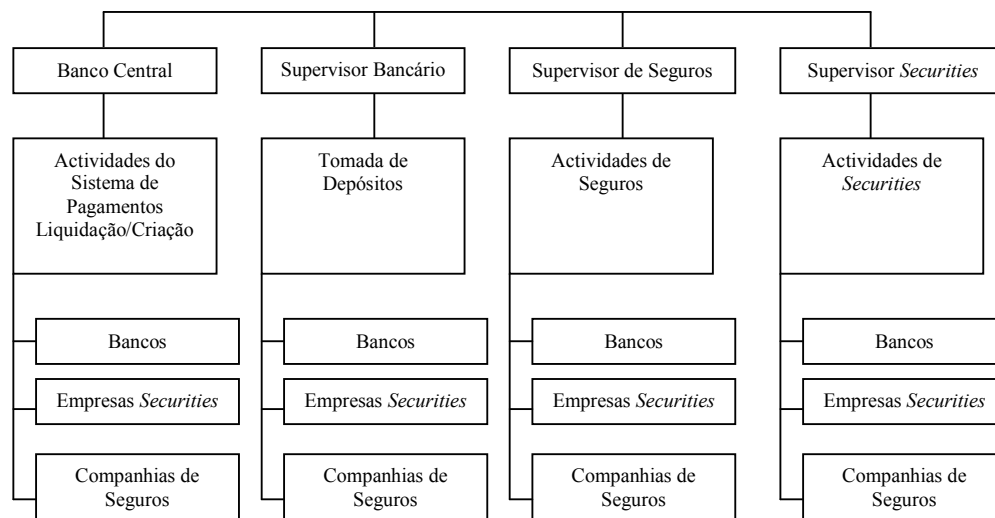 Banco Central
Supervisor Bancário
Supervisor de Seguros
Supervisor Securities
Actividades do
Sistema de
Pagamentos
Liquidação/Criação
Tomada de
Depósitos
Actividades de
Seguros
Actividades de
Securities
Bancos
Bancos
Bancos
Bancos
Empresas Securities
Empresas Securities
Empresas Securities
Empresas Securities
Companhias de
Seguros
Companhias de
Seguros
Companhias de
Seguros
Companhias de
Seguros